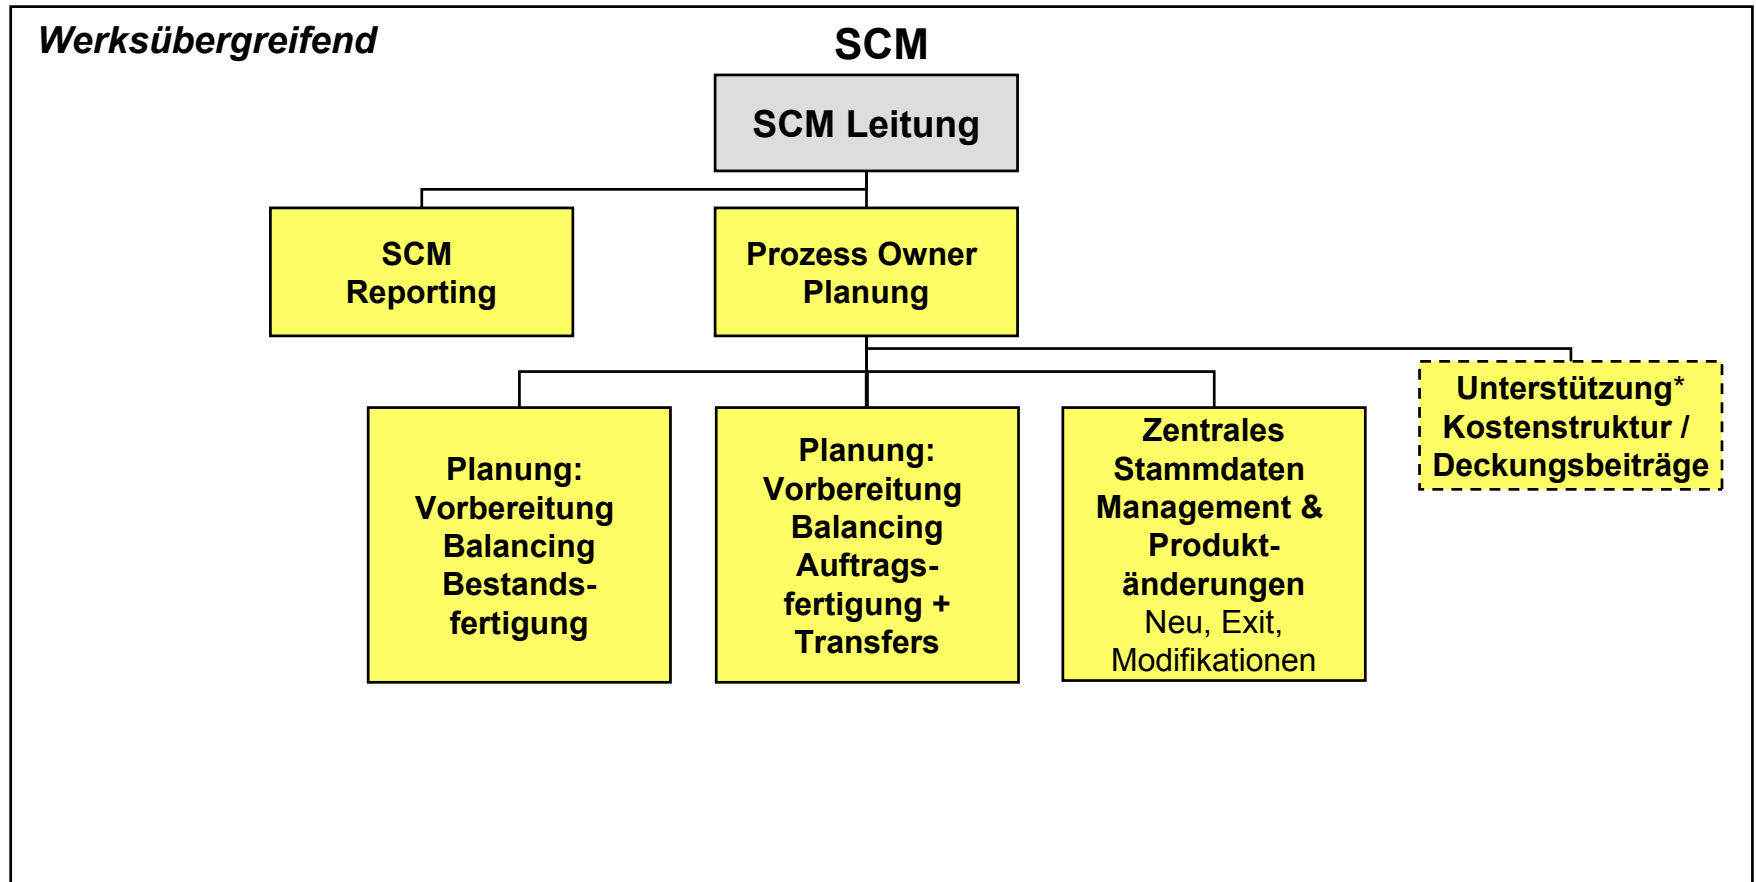 Werksübergreifend
SCM
SCM Leitung
SCM
Reporting
Prozess Owner
Planung
Planung:
Vorbereitung
Balancing
Bestands-
fertigung
Planung:
Vorbereitung
Balancing
Auftrags-
fertigung +
Transfers
Zentrales
Stammdaten
Management &
Produkt-
änderungen
Neu, Exit,
Modifikationen
Unterstützung*
Kostenstruktur /
Deckungsbeiträge